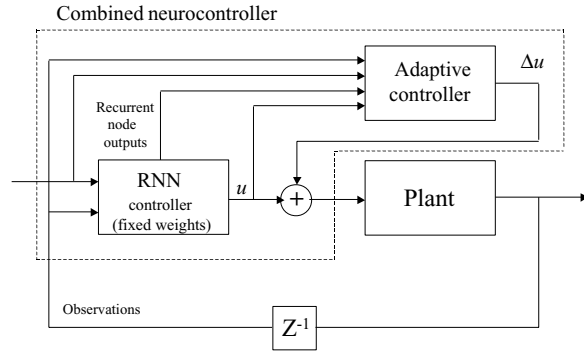 Combined neurocontroller
Adaptive
controller
Δu
Recurrent
node
outputs
RNN
controller
(fixed weights)
u
+
Plant
Observations
Z-1